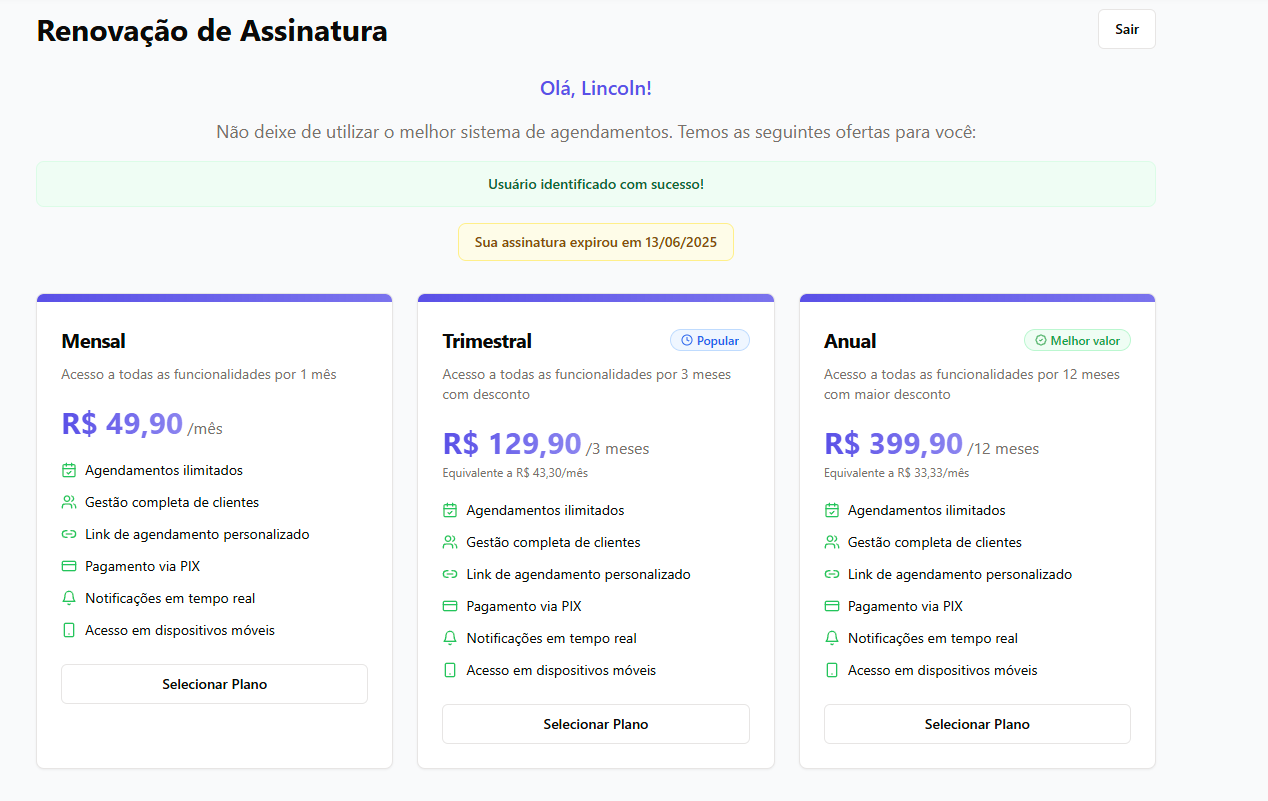 Renovação de Assinatura
Sair
Olá, Lincoln!
Não deixe de utilizar o melhor sistema de agendamentos. Temos as seguintes ofertas para você:
Usuário identificado com sucesso!
Sua assinatura expirou em 13/06/2025
Mensal
Acesso a todas as funcionalidades por 1 mês
R$ 49,90 /mês
Agendamentos ilimitados
Gestão completa de clientes
Link de agendamento personalizado
Pagamento via PIX
Notificações em tempo real
Acesso em dispositivos móveis
Selecionar Plano
Trimestral
Popular
Acesso a todas as funcionalidades por 3 meses
com desconto
R$ 129,90 /3 meses
Equivalente a R$ 43,30/mês
Agendamentos ilimitados
Gestão completa de clientes
Link de agendamento personalizado
Pagamento via PIX
Notificações em tempo real
Acesso em dispositivos móveis
Selecionar Plano
Anual
Melhor valor
Acesso a todas as funcionalidades por 12 meses
com maior desconto
R$ 399,90 /12 meses
Equivalente a R$ 33,33/mês
Agendamentos ilimitados
Gestão completa de clientes
Link de agendamento personalizado
Pagamento via PIX
Notificações em tempo real
Acesso em dispositivos móveis
Selecionar Plano